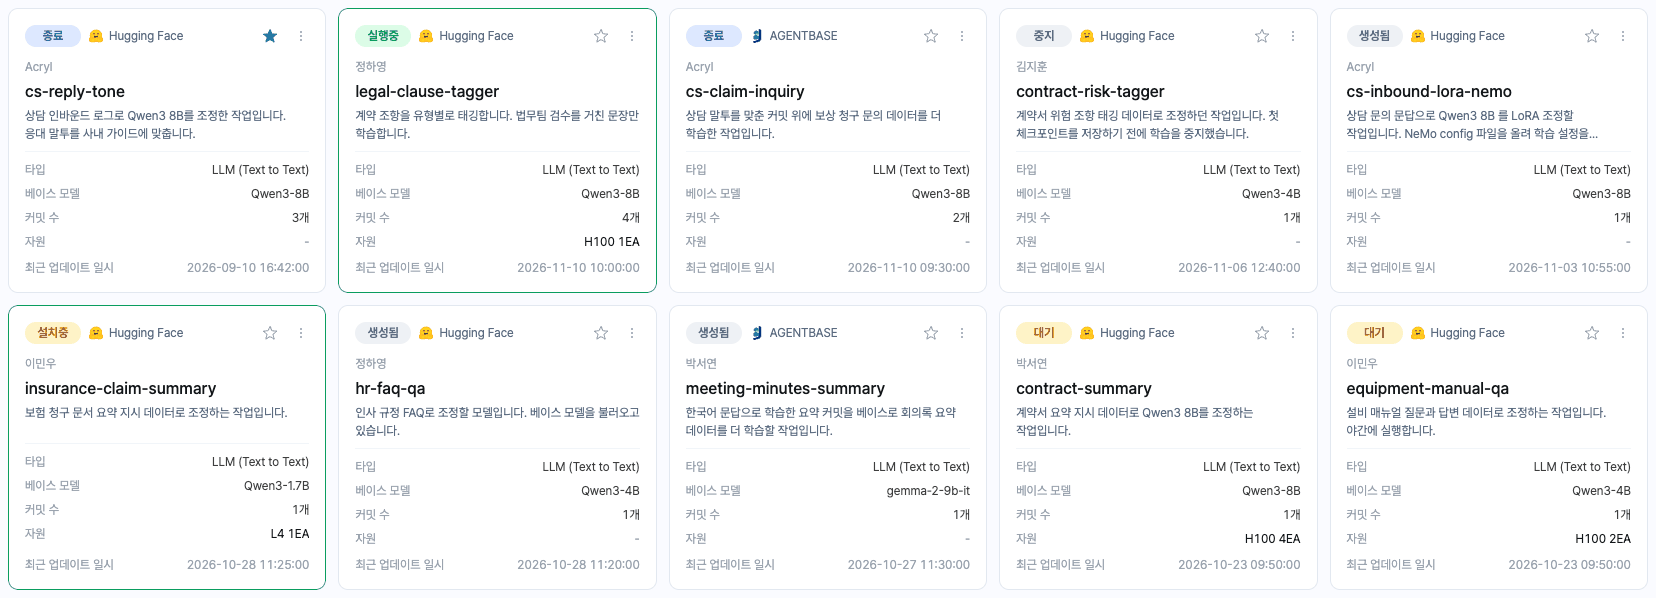 종료 Hugging Face
Acryl
cs-reply-tone
상담 인바운드 로그로 Qwen3 8B를 조정한 작업입니다.
응대 말투를 사내 가이드에 맞춥니다.
타입 LLM (Text to Text)
베이스 모델 Qwen3-8B
커밋 수 3개
자원 -
최근 업데이트 일시 2026-09-10 16:42:00
실행중 Hugging Face
정하영
legal-clause-tagger
계약 조항을 유형별로 태깅합니다. 법무팀 검수를 거친 문장만
학습합니다.
타입 LLM (Text to Text)
베이스 모델 Qwen3-8B
커밋 수 4개
자원 H100 1EA
최근 업데이트 일시 2026-11-10 10:00:00
종료 AGENTBASE
Acryl
cs-claim-inquiry
상담 말투를 맞춘 커밋 위에 보상 청구 문의 데이터를 더
학습한 작업입니다.
타입 LLM (Text to Text)
베이스 모델 Qwen3-8B
커밋 수 2개
자원 -
최근 업데이트 일시 2026-11-10 09:30:00
중지 Hugging Face
김지훈
contract-risk-tagger
계약서 위험 조항 태깅 데이터로 조정하던 작업입니다. 첫
체크포인트를 저장하기 전에 학습을 중지했습니다.
타입 LLM (Text to Text)
베이스 모델 Qwen3-4B
커밋 수 1개
자원 -
최근 업데이트 일시 2026-11-06 12:40:00
생성됨 Hugging Face
Acryl
cs-inbound-lora-nemo
상담 문의 문답으로 Qwen3 8B 를 LoRA 조정할
작업입니다. NeMo config 파일을 올려 학습 설정을...
타입 LLM (Text to Text)
베이스 모델 Qwen3-8B
커밋 수 1개
자원 -
최근 업데이트 일시 2026-11-03 10:55:00
설치중 Hugging Face
이민우
insurance-claim-summary
보험 청구 문서 요약 지시 데이터로 조정하는 작업입니다.
타입 LLM (Text to Text)
베이스 모델 Qwen3-1.7B
커밋 수 1개
자원 L4 1EA
최근 업데이트 일시 2026-10-28 11:25:00
생성됨 Hugging Face
정하영
hr-faq-qa
인사 규정 FAQ로 조정할 모델입니다. 베이스 모델을 불러오고
있습니다.
타입 LLM (Text to Text)
베이스 모델 Qwen3-4B
커밋 수 1개
자원 -
최근 업데이트 일시 2026-10-28 11:20:00
생성됨 AGENTBASE
박서연
meeting-minutes-summary
한국어 문답으로 학습한 요약 커밋을 베이스로 회의록 요약
데이터를 더 학습할 작업입니다.
타입 LLM (Text to Text)
베이스 모델 gemma-2-9b-it
커밋 수 1개
자원 -
최근 업데이트 일시 2026-10-27 11:30:00
대기 Hugging Face
박서연
contract-summary
계약서 요약 지시 데이터로 Qwen3 8B를 조정하는
작업입니다.
타입 LLM (Text to Text)
베이스 모델 Qwen3-8B
커밋 수 1개
자원 H100 4EA
최근 업데이트 일시 2026-10-23 09:50:00
대기 Hugging Face
이민우
equipment-manual-qa
설비 매뉴얼 질문과 답변 데이터로 조정하는 작업입니다.
야간에 실행합니다.
타입 LLM (Text to Text)
베이스 모델 Qwen3-4B
커밋 수 1개
자원 H100 2EA
최근 업데이트 일시 2026-10-23 09:50:00